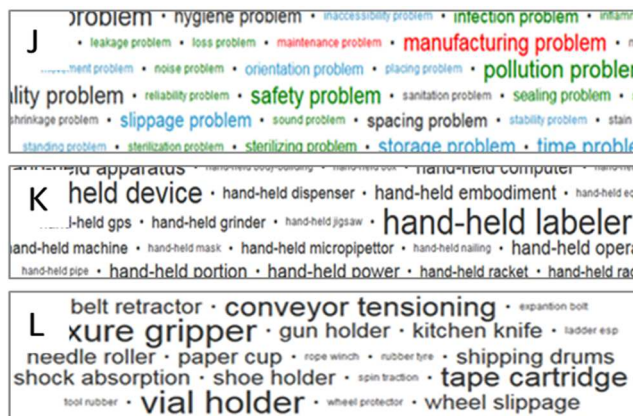 J
problem • hygiene problem • inaccessibility problem • infection problem •
• leakage problem • loss problem • maintenance problem • manufacturing problem •
problem • noise problem • orientation problem • placing problem • pollution
problem • reliability problem • safety problem • sanitation problem • sealing problem •
shrinkage problem • slippage problem • sound problem • spacing problem • stability problem •
standing problem • sterilization problem • sterilizing problem • storage problem • time
K
apparatus • • • hand-held computer •
held device • hand-held dispenser • hand-held embodiment • hand-held
gps • hand-held grinder • hand-held jigsaw • hand-held labeler
hand-held machine • hand-held mask • hand-held micropipettor • hand-held nailing • hand-held
hand-held pipe • hand-held portion • hand-held power • hand-held racket • hand-held
L
belt retractor • conveyor tensioning • expantion bolt
xure gripper • gun holder • kitchen knife • ladder esp
needle roller • paper cup • rope winch • rubber tyre • shipping drums
shock absorption • shoe holder • spin traction • tape cartridge
tool rubber • vial holder • wheel protector • wheel slippage